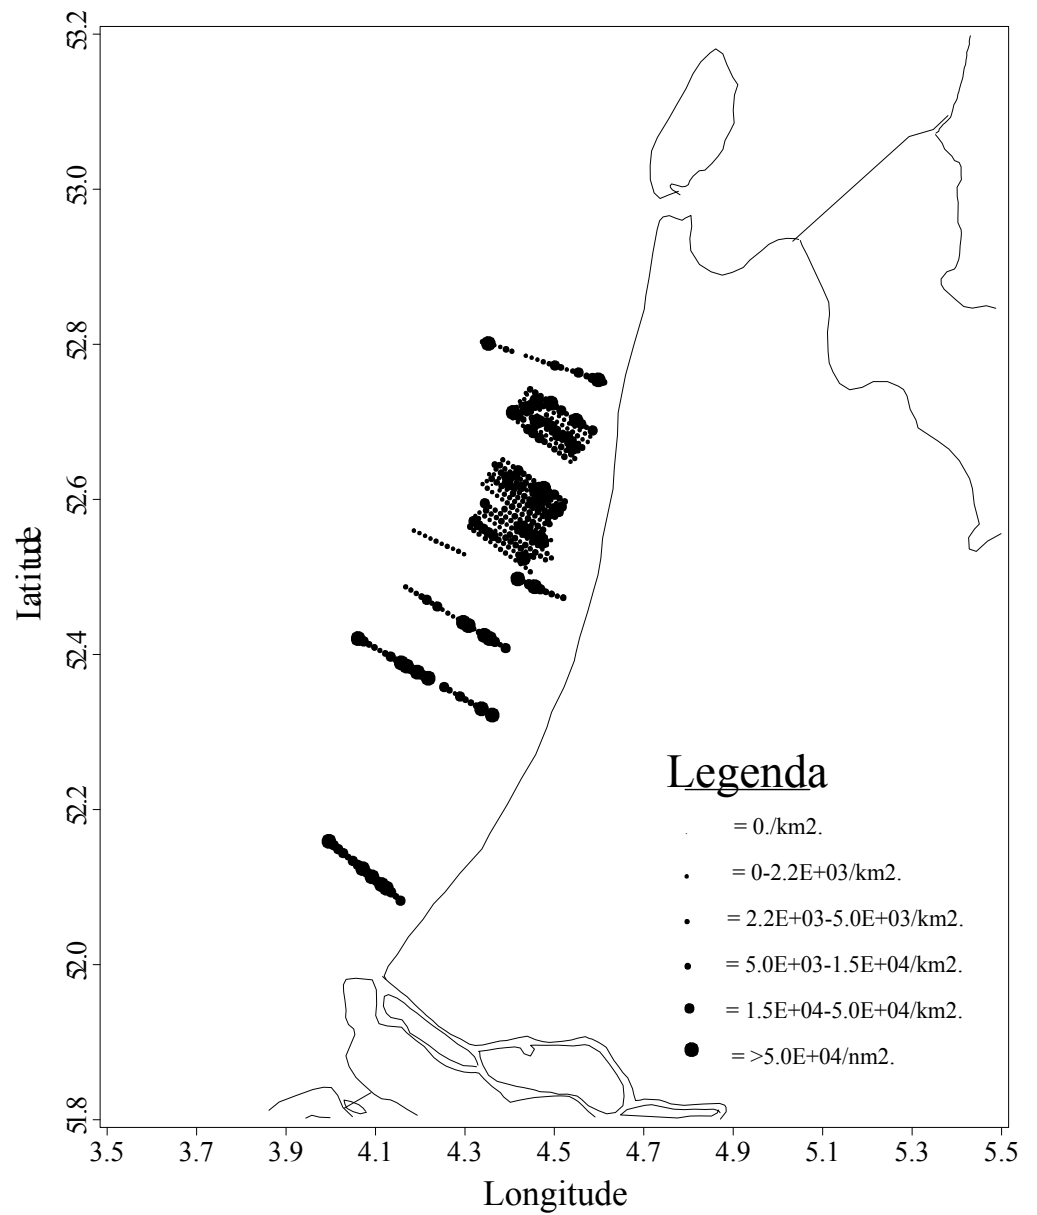 53.2
53.0
52.8
52.6
52.4
52.2
52.0
51.8
Latitude
Legenda
= 0./km2.
= 0-2.2E+03/km2.
= 2.2E+03-5.0E+03/km2.
= 5.0E+03-1.5E+04/km2.
= 1.5E+04-5.0E+04/km2.
= >5.0E+04/nm2.
3.5 3.7 3.9 4.1 4.3 4.5 4.7 4.9 5.1 5.3 5.5
Longitude